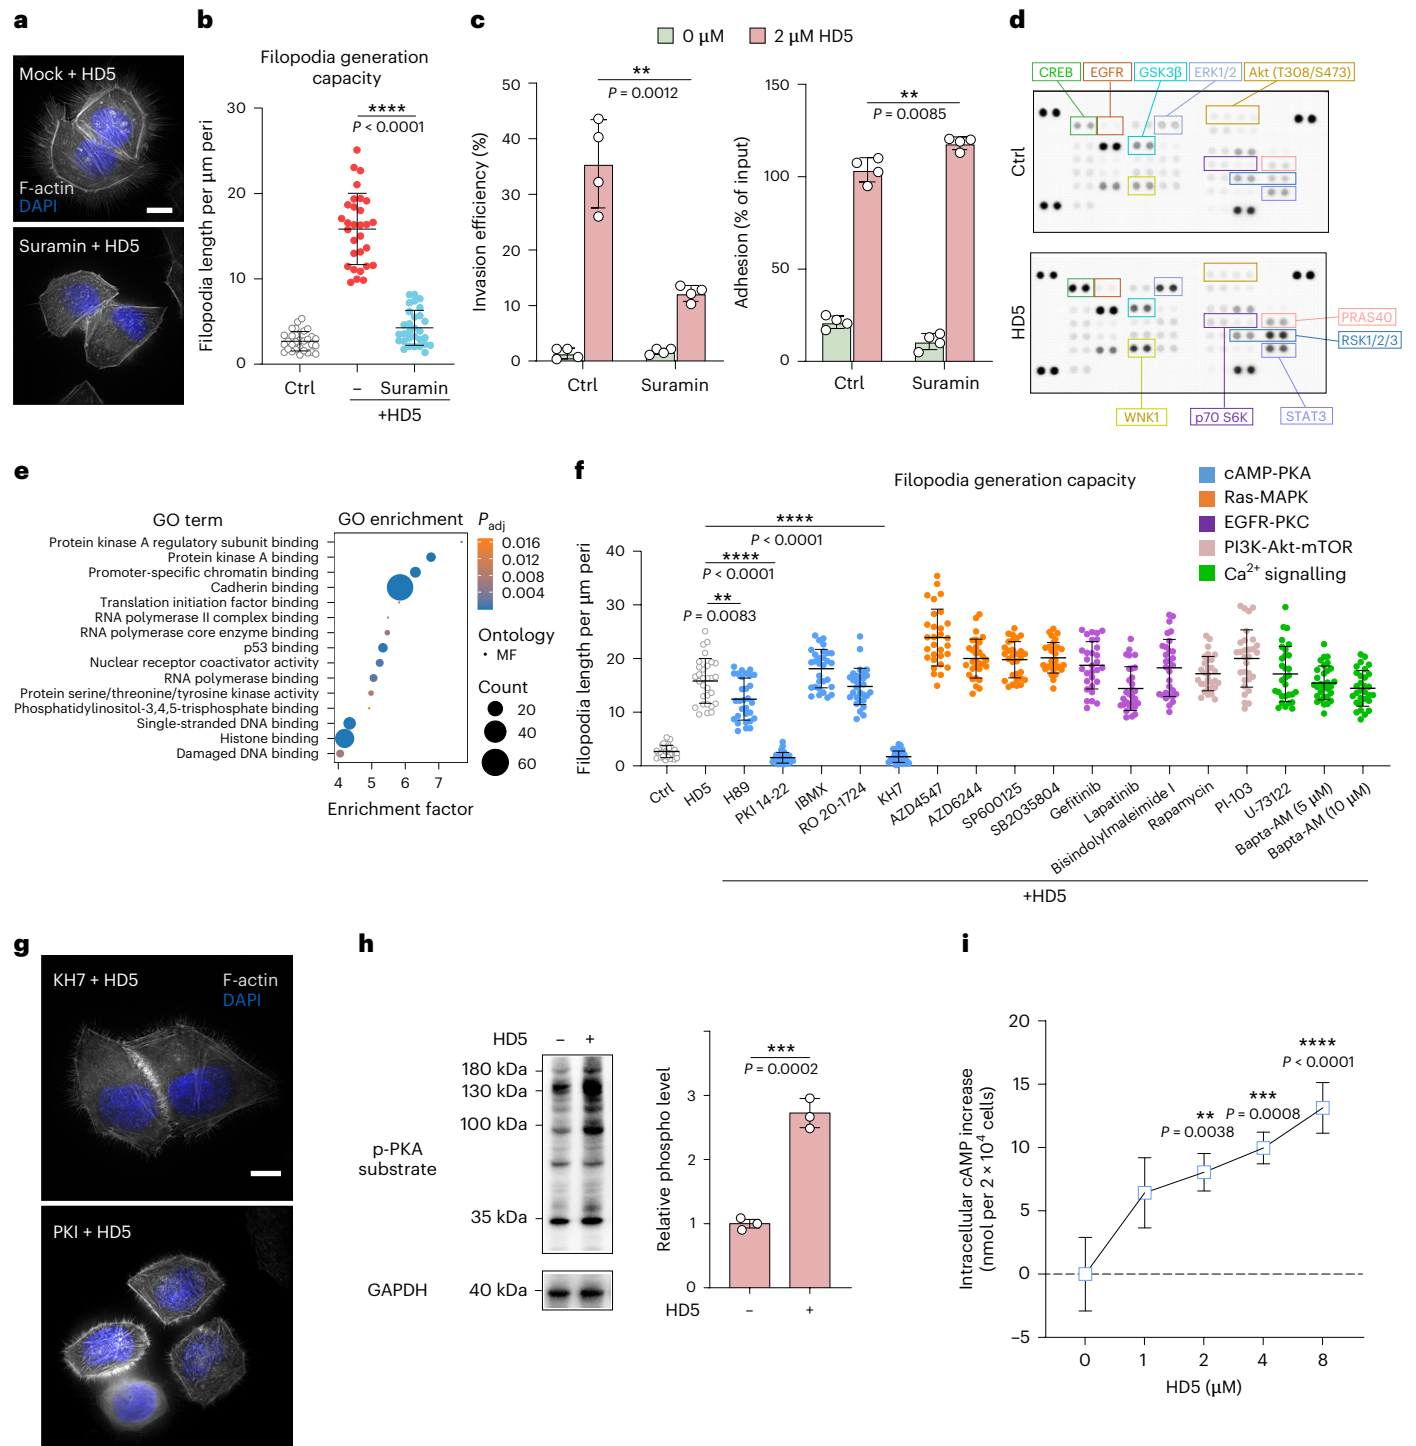 a
Mock + HD5
F-actin
DAPI
Suramin + HD5
b
Filopodia generation
capacity
****
P < 0.0001
Filopodia length per µm peri
30
20
10
0
Ctrl
–
Suramin
+HD5
c
0 µM
2 µM HD5
Invasion efficiency (%)
50
40
30
20
10
0
**
P = 0.0012
Ctrl
Suramin
Adhesion (% of input)
150
100
50
0
**
P = 0.0085
Ctrl
Suramin
d
CREB
EGFR
GSK3β
ERK1/2
Akt (T308/S473)
Ctrl
HD5
PRAS40
RSK1/2/3
WNK1
p70 S6K
STAT3
e
GO term
GO enrichment
Protein kinase A regulatory subunit binding
Protein kinase A binding
Promoter-specific chromatin binding
Cadherin binding
Translation initiation factor binding
RNA polymerase II complex binding
RNA polymerase core enzyme binding
p53 binding
Nuclear receptor coactivator activity
RNA polymerase binding
Protein serine/threonine/tyrosine kinase activity
Phosphatidylinositol-3,4,5-trisphosphate binding
Single-stranded DNA binding
Histone binding
Damaged DNA binding
4 5 6 7
Enrichment factor
Padj
0.016
0.012
0.008
0.004
Ontology
MF
Count
20
40
60
f
Filopodia generation capacity
cAMP-PKA
Ras-MAPK
EGFR-PKC
PI3K-Akt-mTOR
Ca2+ signalling
****
P < 0.0001
****
P < 0.0001
**
P = 0.0083
Filopodia length per µm peri
40
30
20
10
0
Ctrl
HD5
H89
PKI 14-22
IBMX
RO 20-1724
KH7
AZD4547
AZD6244
SP600125
SB2035804
Gefitinib
Lapatinib
Bisindolylmaleimide I
Rapamycin
PI-103
U-73122
Bapta-AM (5 µM)
Bapta-AM (10 µM)
+HD5
g
KH7 + HD5
F-actin
DAPI
PKI + HD5
h
HD5
–
+
180 kDa
130 kDa
100 kDa
35 kDa
p-PKA
substrate
GAPDH
40 kDa
Relative phospho level
3
2
1
0
***
P = 0.0002
HD5
–
+
i
Intracellular cAMP increase
(nmol per 2 × 10⁴ cells)
20
15
10
5
0
–5
**
P = 0.0038
***
P = 0.0008
****
P < 0.0001
0 1 2 4 8
HD5 (µM)